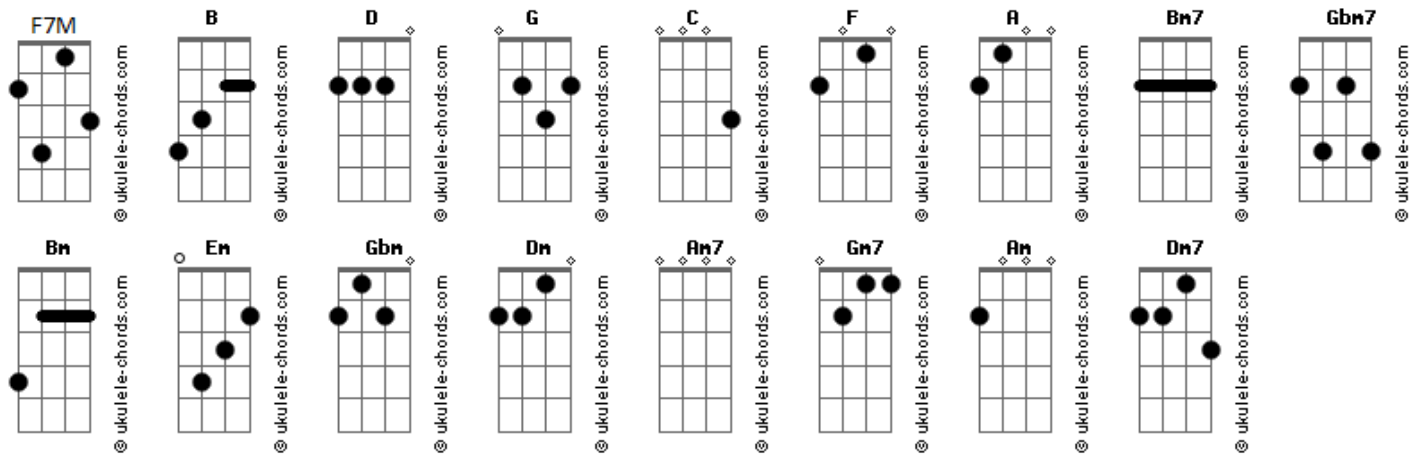 F7M B D G C F A Bm7 Gbm7
© ukulele-chords.com © ukulele-chords.com © ukulele-chords.com © ukulele-chords.com © ukulele-chords.com © ukulele-chords.com © ukulele-chords.com © ukulele-chords.com © ukulele-chords.com
Bm Em Gbm Dm Am7 Gm7 Am Dm7
© ukulele-chords.com © ukulele-chords.com © ukulele-chords.com © ukulele-chords.com © ukulele-chords.com © ukulele-chords.com © ukulele-chords.com © ukulele-chords.com